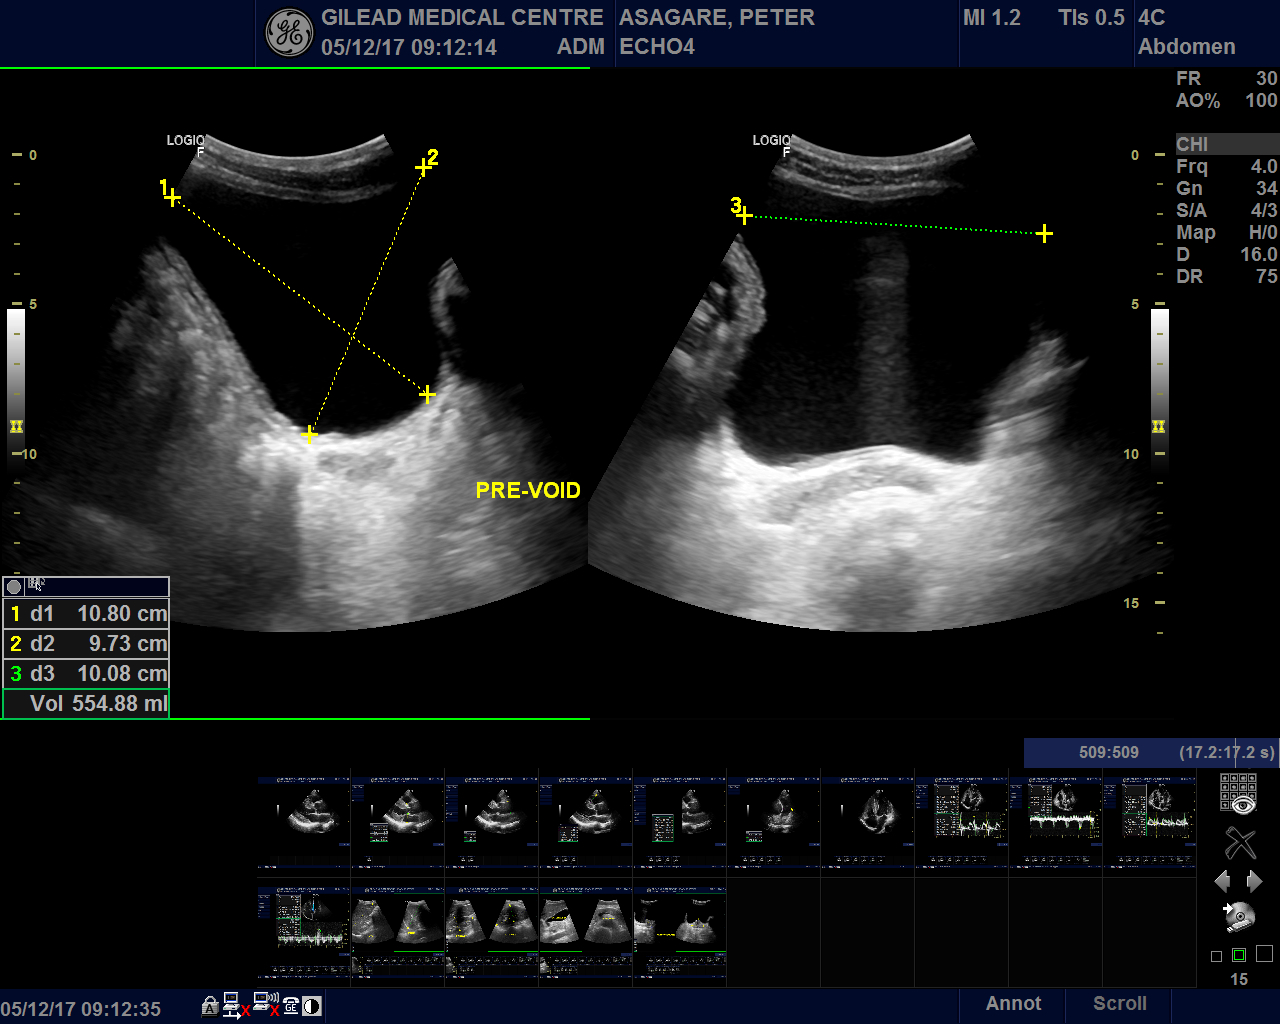 GILEAD MEDICAL CENTRE
05/12/17 09:12:14 ADM
ASAGARE, PETER
ECHO4
MI 1.2 TIs 0.5
4C
Abdomen
FR 30
AO% 100
CHI
Frq 4.0
Gn 34
S/A 4/3
Map H/0
D 16.0
DR 75
LOGIQ
F
LOGIQ
F
1
2
3
0
5
10
0
5
10
15
PRE-VOID
1 d1 10.80 cm
2 d2 9.73 cm
3 d3 10.08 cm
Vol 554.88 ml
509:509 (17.2:17.2 s)
15
05/12/17 09:12:35
GE
Annot
Scroll